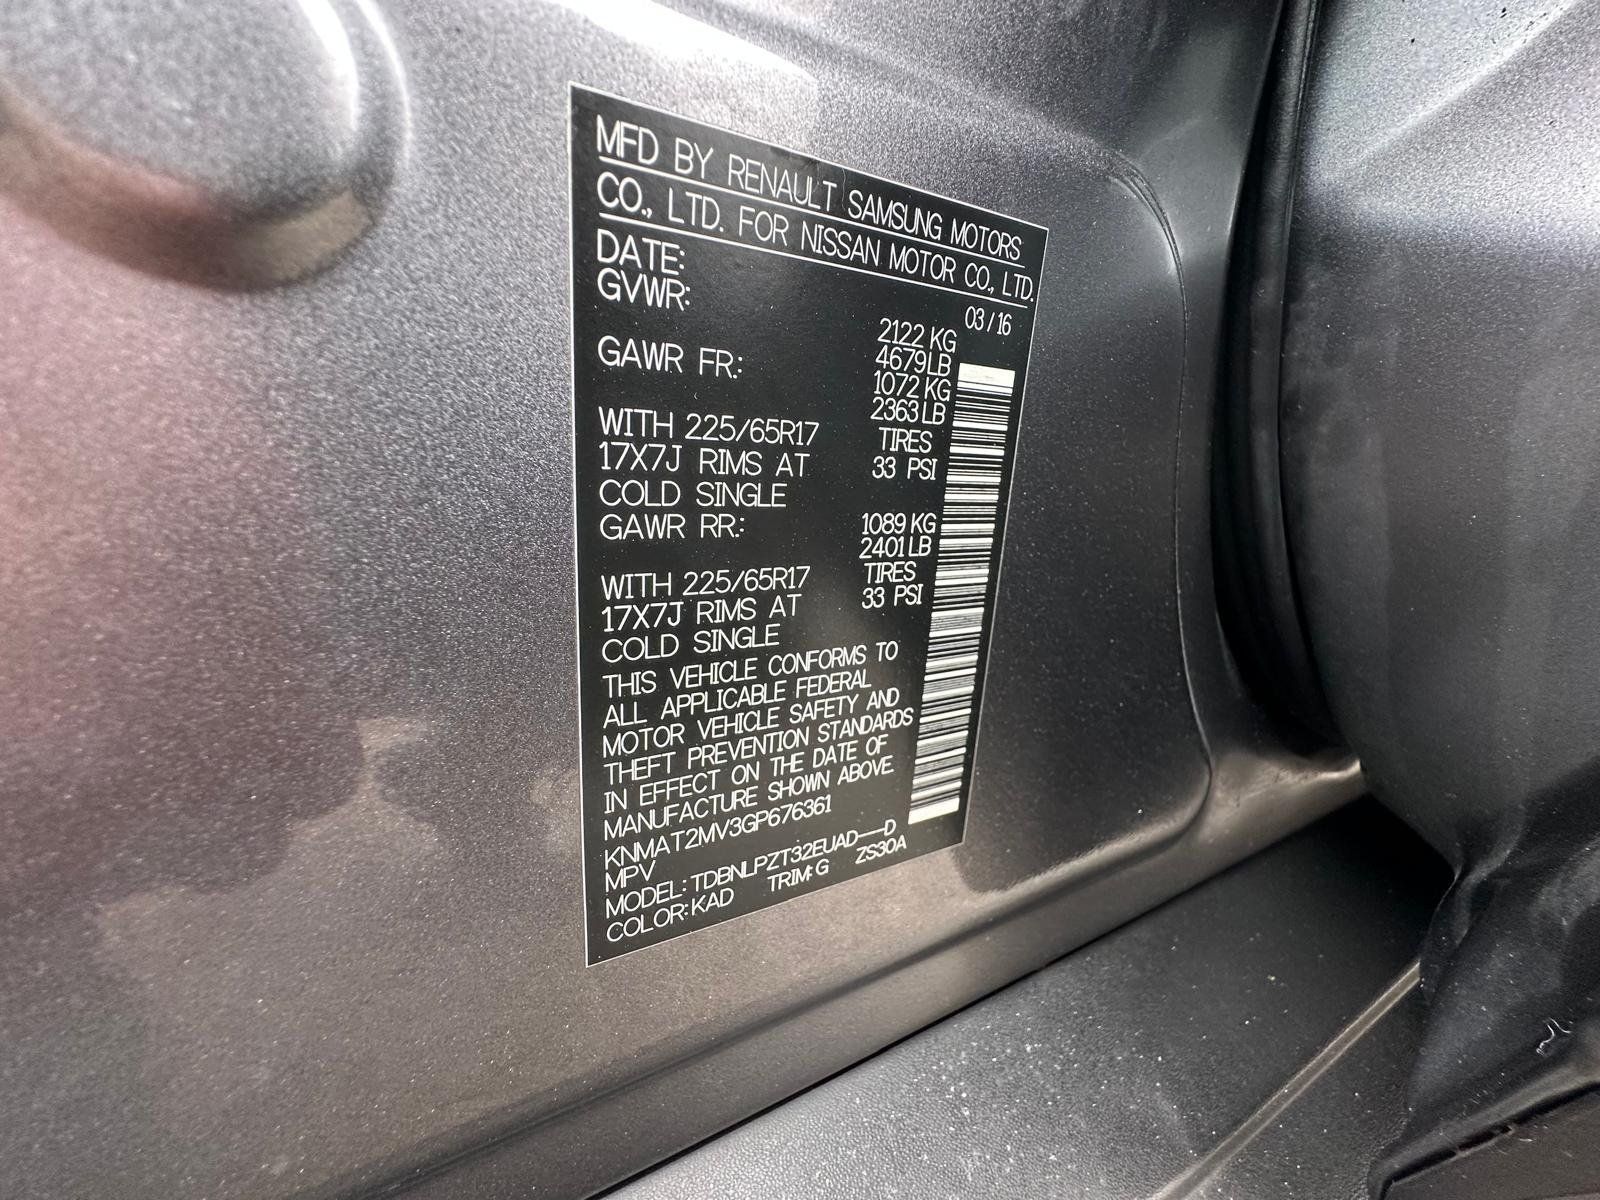 MFD BY RENAULT SAMSUNG MOTORS
CO., LTD. FOR NISSAN MOTOR CO., LTD.
DATE: 03/16
GVWR: 2122 KG
4679 LB
GAWR FR: 1072 KG
2363 LB
WITH 225/65R17 TIRES
17X7J RIMS AT 33 PSI
COLD SINGLE
GAWR RR: 1089 KG
2401 LB
WITH 225/65R17 TIRES
17X7J RIMS AT 33 PSI
COLD SINGLE
THIS VEHICLE CONFORMS TO
ALL APPLICABLE FEDERAL
MOTOR VEHICLE SAFETY AND
THEFT PREVENTION STANDARDS
IN EFFECT ON THE DATE OF
MANUFACTURE SHOWN ABOVE.
KNMAT2MV3GP676361
MPV
MODEL: TDBNLPZT32EUAD--D
COLOR: KAD TRIM: G ZS30A